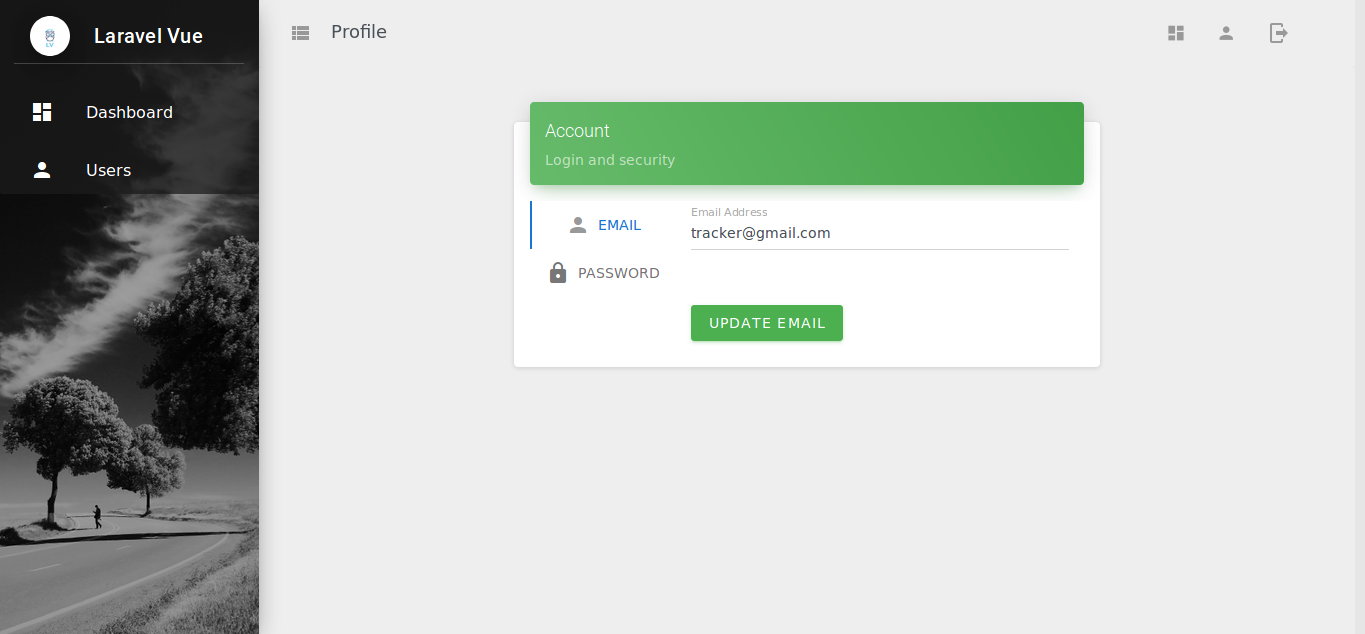 LV
Laravel Vue
Dashboard
Users
Profile
Account
Login and security
EMAIL
PASSWORD
Email Address
tracker@gmail.com
UPDATE EMAIL